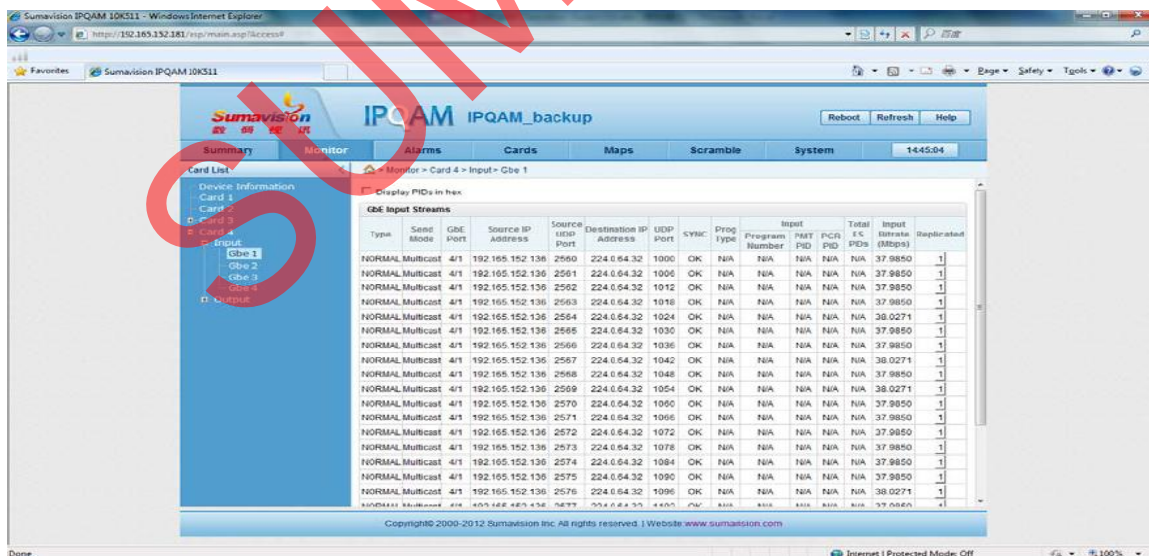 Sumavision IPQAM 10K511 - Windows Internet Explorer
http://192.165.152.181/esp/main.asp?Access#
百度
Favorites Sumavision IPQAM 10K511
Page Safety Tools
Sumavision
数码视讯
IPQAM IPQAM_backup
Reboot Refresh Help
Summary Monitor Alarms Cards Maps Scramble System 14:45:04
Card List < > Monitor > Card 4 > Input > Gbe 1
Device Information
Card 1
Card 2
Card 3
Card 4
Input
Gbe 1
Gbe 2
Gbe 3
Gbe 4
Output
Display PIDs in hex
GbE Input Streams
Type Send Mode GbE Port Source IP Address Source UDP Port Destination IP Address UDP Port SYNC Prog Type Input Program Number PMT PID PCR PID Total ES PIDs Input Bitrate (Mbps) Replicated
NORMAL Multicast 4/1 192.165.152.136 2560 224.0.64.32 1000 OK N/A N/A N/A N/A N/A 37.9850 1
NORMAL Multicast 4/1 192.165.152.136 2561 224.0.64.32 1006 OK N/A N/A N/A N/A N/A 37.9850 1
NORMAL Multicast 4/1 192.165.152.136 2562 224.0.64.32 1012 OK N/A N/A N/A N/A N/A 37.9850 1
NORMAL Multicast 4/1 192.165.152.136 2563 224.0.64.32 1018 OK N/A N/A N/A N/A N/A 37.9850 1
NORMAL Multicast 4/1 192.165.152.136 2564 224.0.64.32 1024 OK N/A N/A N/A N/A N/A 38.0271 1
NORMAL Multicast 4/1 192.165.152.136 2565 224.0.64.32 1030 OK N/A N/A N/A N/A N/A 37.9850 1
NORMAL Multicast 4/1 192.165.152.136 2566 224.0.64.32 1036 OK N/A N/A N/A N/A N/A 37.9850 1
NORMAL Multicast 4/1 192.165.152.136 2567 224.0.64.32 1042 OK N/A N/A N/A N/A N/A 38.0271 1
NORMAL Multicast 4/1 192.165.152.136 2568 224.0.64.32 1048 OK N/A N/A N/A N/A N/A 37.9850 1
NORMAL Multicast 4/1 192.165.152.136 2569 224.0.64.32 1054 OK N/A N/A N/A N/A N/A 38.0271 1
NORMAL Multicast 4/1 192.165.152.136 2570 224.0.64.32 1060 OK N/A N/A N/A N/A N/A 37.9850 1
NORMAL Multicast 4/1 192.165.152.136 2571 224.0.64.32 1066 OK N/A N/A N/A N/A N/A 37.9850 1
NORMAL Multicast 4/1 192.165.152.136 2572 224.0.64.32 1072 OK N/A N/A N/A N/A N/A 37.9850 1
NORMAL Multicast 4/1 192.165.152.136 2573 224.0.64.32 1078 OK N/A N/A N/A N/A N/A 37.9850 1
NORMAL Multicast 4/1 192.165.152.136 2574 224.0.64.32 1084 OK N/A N/A N/A N/A N/A 37.9850 1
NORMAL Multicast 4/1 192.165.152.136 2575 224.0.64.32 1090 OK N/A N/A N/A N/A N/A 37.9850 1
NORMAL Multicast 4/1 192.165.152.136 2576 224.0.64.32 1096 OK N/A N/A N/A N/A N/A 38.0271 1
Copyright© 2000-2012 Sumavision Inc. All rights reserved. | Website:www.sumavision.com
Done Internet | Protected Mode: Off 100%